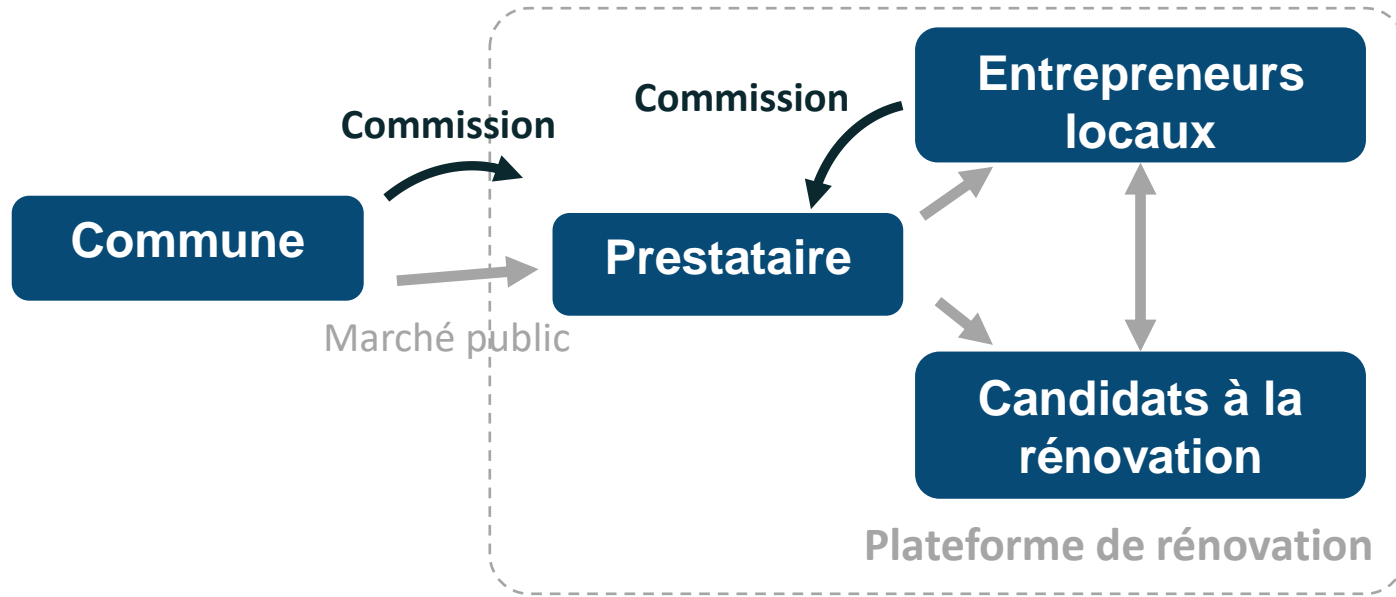 Entrepreneurs
locaux
Commission
Commission
Commune
Prestataire
Marché public
Candidats à la
rénovation
Plateforme de rénovation